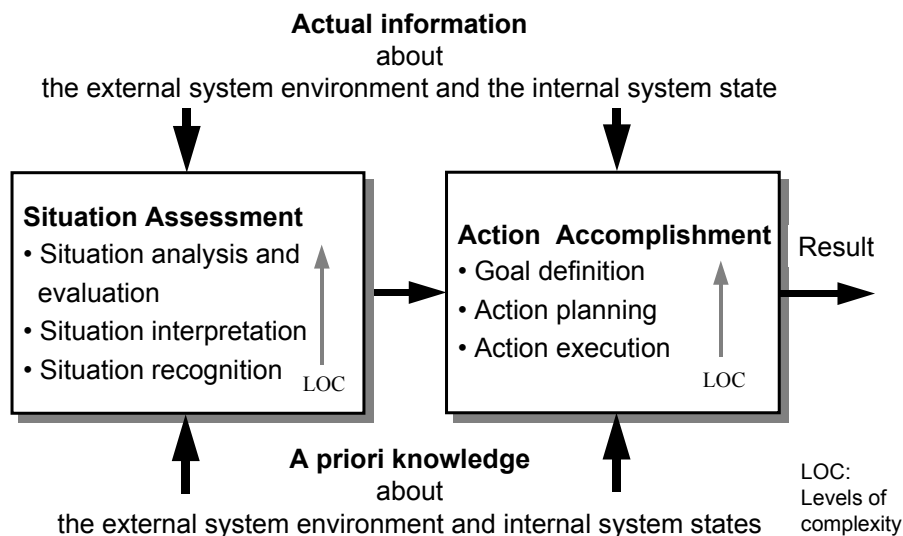 Actual information
about
the external system environment and the internal system state
Situation Assessment
• Situation analysis and
evaluation
• Situation interpretation
• Situation recognition
LOC
Action Accomplishment
• Goal definition
• Action planning
• Action execution
LOC
Result
A priori knowledge
about
the external system environment and internal system states
LOC:
Levels of
complexity